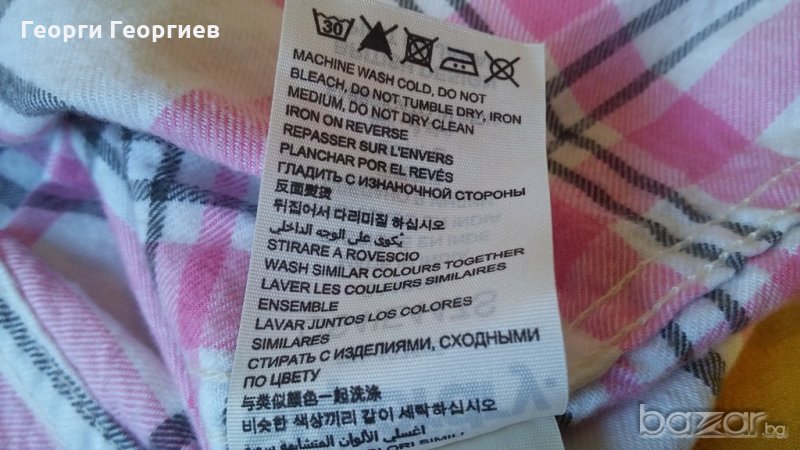 Георги Георгиев
30
MACHINE WASH COLD, DO NOT
BLEACH, DO NOT TUMBLE DRY, IRON
MEDIUM. DO NOT DRY CLEAN
IRON ON REVERSE
REPASSER SUR L'ENVERS
PLANCHAR POR EL REVÉS
ГЛАДИТЬ С ИЗНАНОЧНОЙ СТОРОНЫ
反面熨烫
뒤집어서 다리미질 하십시오
يُكوى على الوجه الداخلي
STIRARE A ROVESCIO
WASH SIMILAR COLOURS TOGETHER
LAVER LES COULEURS SIMILAIRES
ENSEMBLE
LAVAR JUNTOS LOS COLORES
SIMILARES
СТИРАТЬ С ИЗДЕЛИЯМИ, СХОДНЫМИ
ПО ЦВЕТУ
与类似颜色一起洗涤
비슷한 색상끼리 같이 세탁하십시오
اغسلي الألوان المتشابهة سوية
bazar.bg